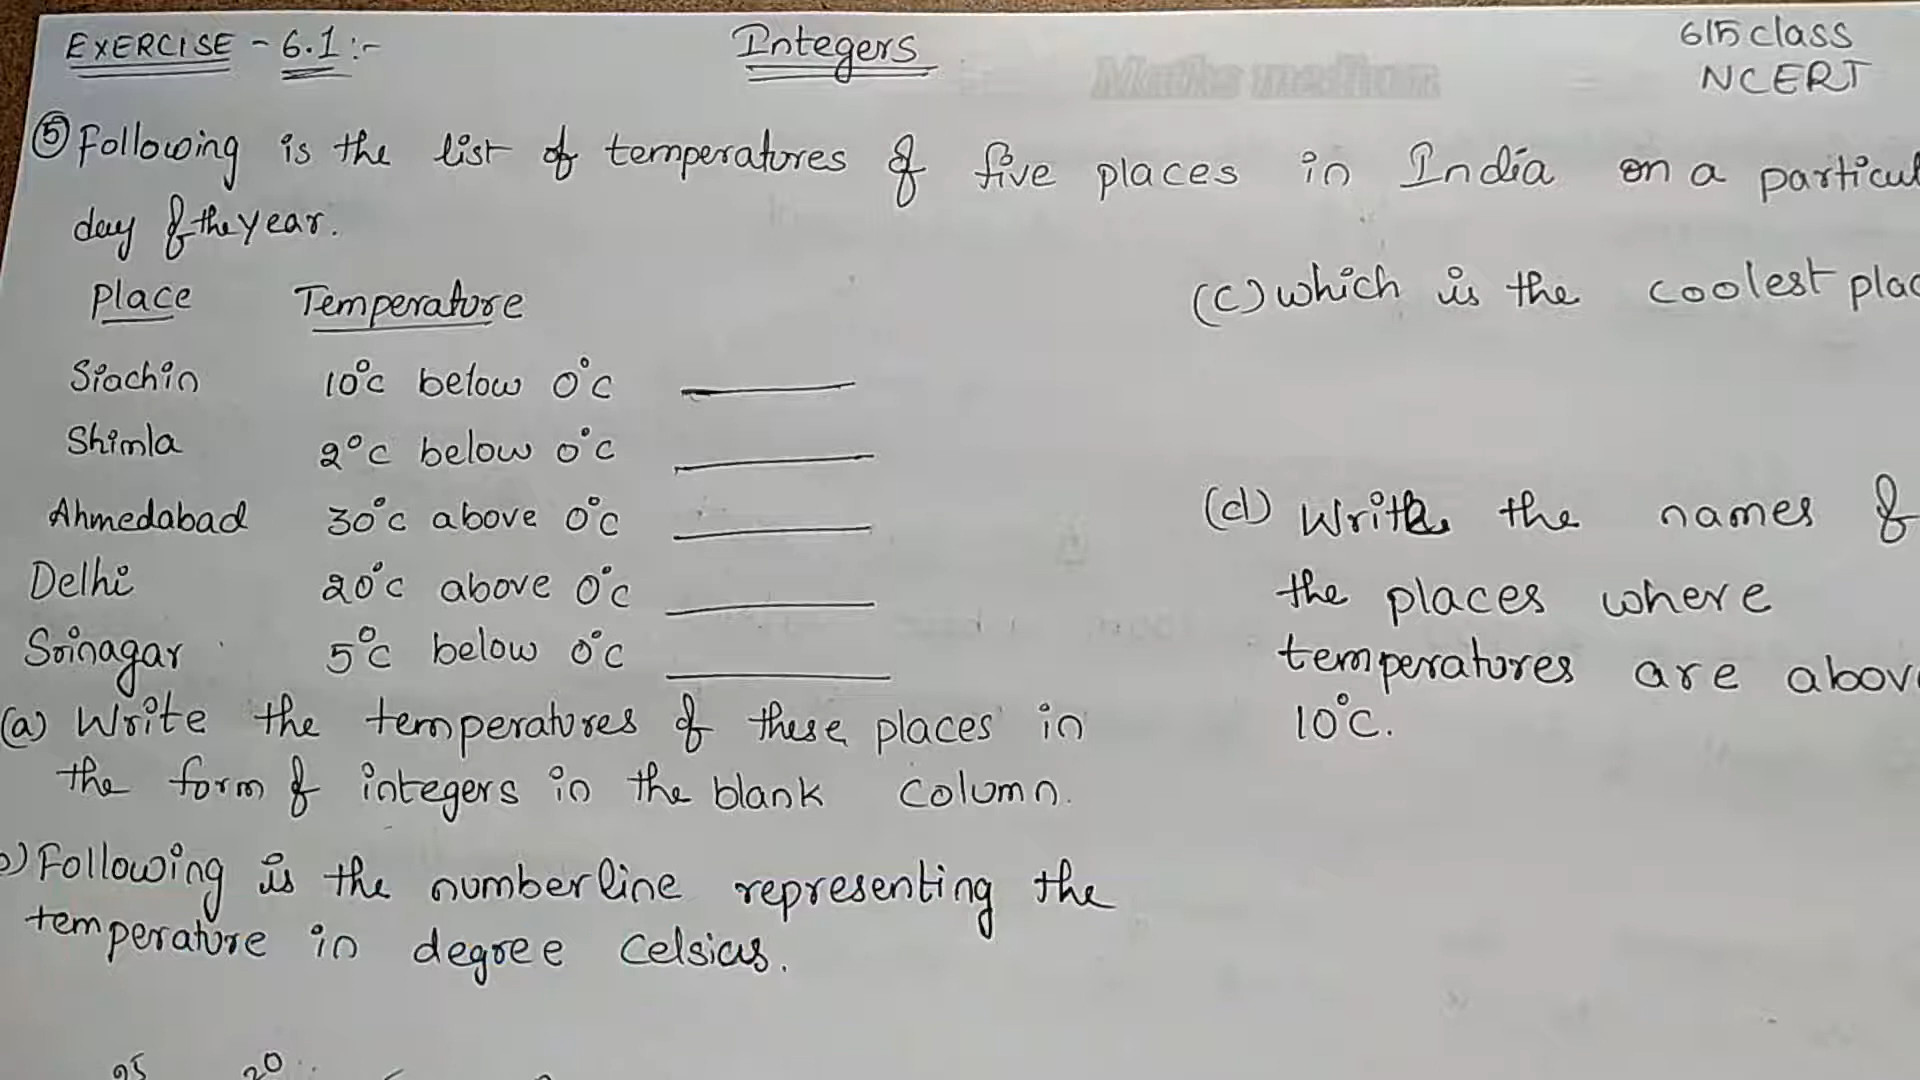 EXERCISE - 6.1:-
Integers
6th class
NCERT
⑤ Following is the list of temperatures of five places in India on a particul
day of the year.
Place Temperature
Siachin 10°C below 0°C
Shimla 2°C below 0°C
Ahmedabad 30°C above 0°C
Delhi 20°C above 0°C
Srinagar 5°C below 0°C
(a) Write the temperatures of these places in
the form of integers in the blank column.
) Following is the numberline representing the
temperature in degree Celsius.
(c) which is the coolest plac
(d) Write the names of
the places where
temperatures are above
10°C.